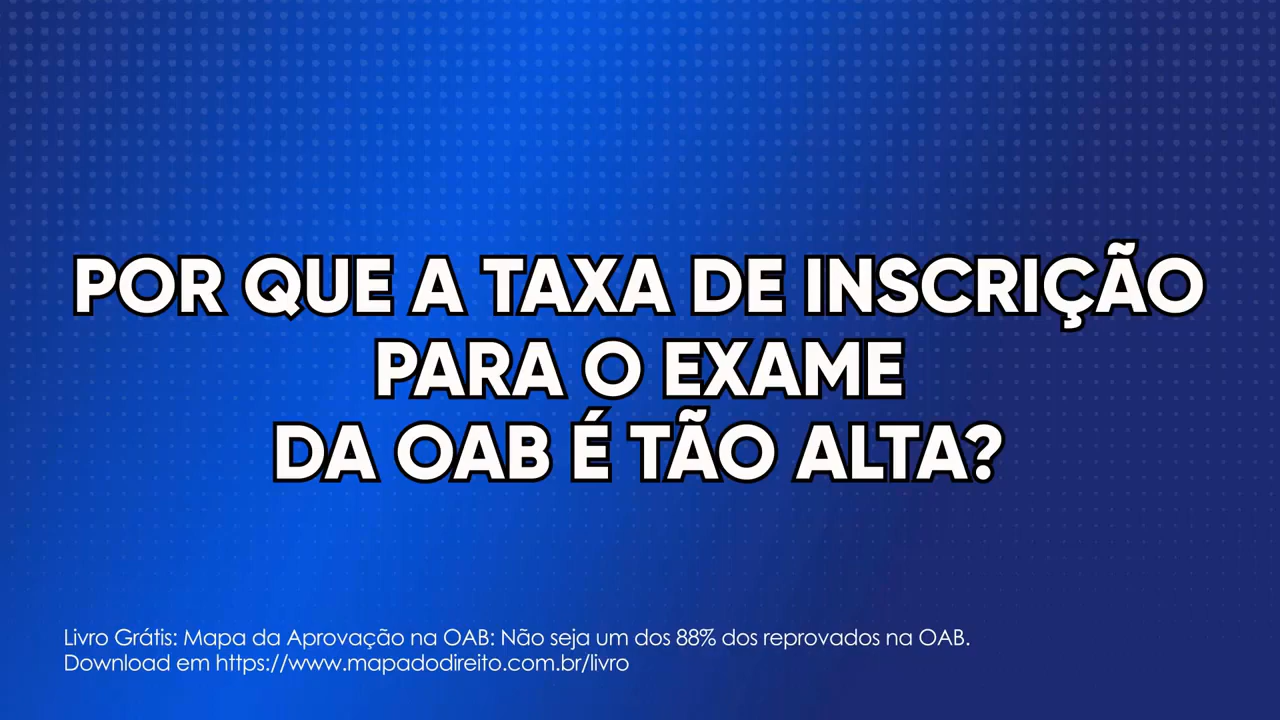 POR QUE A TAXA DE INSCRIÇÃO
PARA O EXAME
DA OAB É TÃO ALTA?
Livro Grátis: Mapa da Aprovação na OAB: Não seja um dos 88% dos reprovados na OAB.
Download em https://www.mapadodireito.com.br/livro